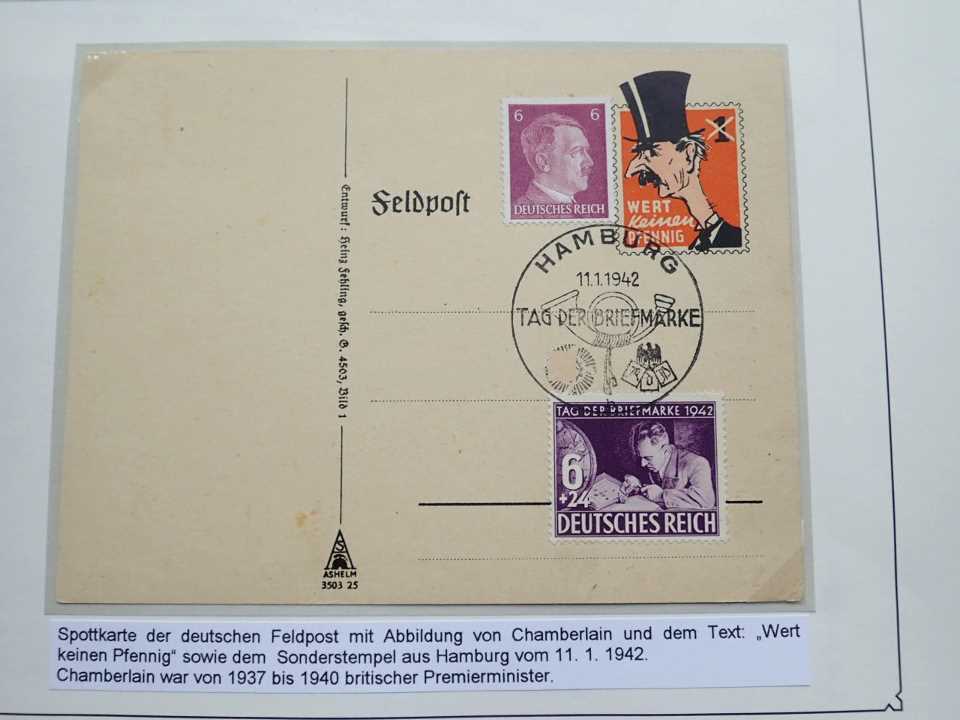 6 6
DEUTSCHES REICH
1
WERT
keinen
PFENNIG
Feldpost
HAMBURG
11.1.1942
TAG DER BRIEFMARKE
Entwurf: Heinz Fehling, gesch. G. 4503, Bild 1
TAG DER BRIEFMARKE 1942
6
+24
DEUTSCHES REICH
ASHELM
3503 25
Spottkarte der deutschen Feldpost mit Abbildung von Chamberlain und dem Text: „Wert
keinen Pfennig“ sowie dem Sonderstempel aus Hamburg vom 11. 1. 1942.
Chamberlain war von 1937 bis 1940 britischer Premierminister.